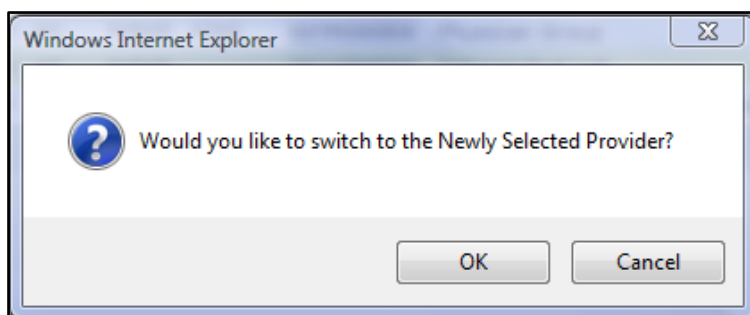 Windows Internet Explorer
Would you like to switch to the Newly Selected Provider?
OK Cancel